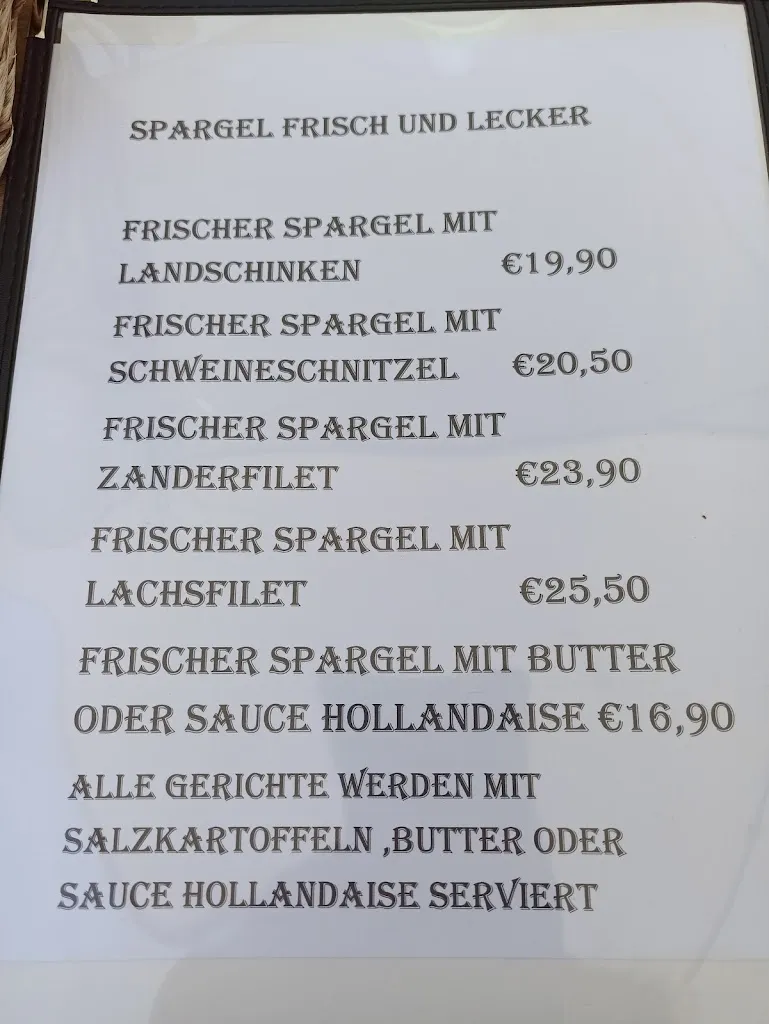 SPARGEL FRISCH UND LECKER
FRISCHER SPARGEL MIT
LANDSCHINKEN €19,90
FRISCHER SPARGEL MIT
SCHWEINESCHNITZEL €20,50
FRISCHER SPARGEL MIT
ZANDERFILET €23,90
FRISCHER SPARGEL MIT
LACHSFILET €25,50
FRISCHER SPARGEL MIT BUTTER
ODER SAUCE HOLLANDAISE €16,90
ALLE GERICHTE WERDEN MIT
SALZKARTOFFELN ,BUTTER ODER
SAUCE HOLLANDAISE SERVIERT